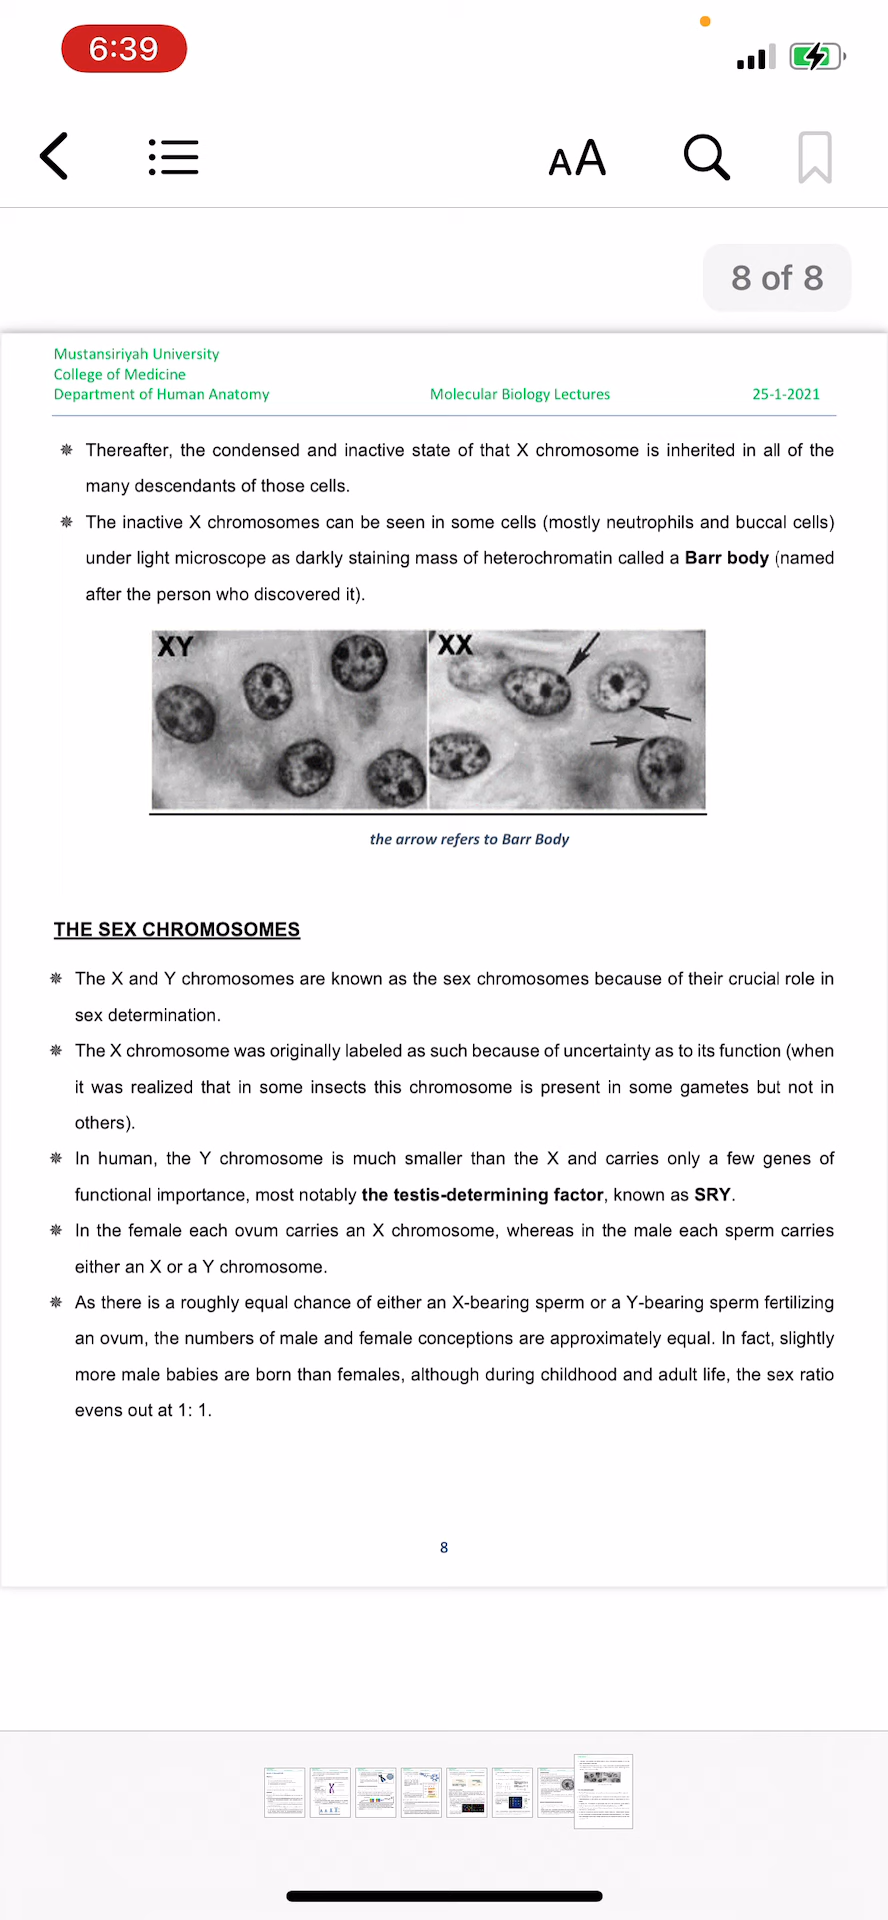 6:39
AA
8 of 8
Mustansiriyah University
College of Medicine
Department of Human Anatomy Molecular Biology Lectures 25-1-2021
Thereafter, the condensed and inactive state of that X chromosome is inherited in all of the
many descendants of those cells.
The inactive X chromosomes can be seen in some cells (mostly neutrophils and buccal cells)
under light microscope as darkly staining mass of heterochromatin called a Barr body (named
after the person who discovered it).
XY XX
the arrow refers to Barr Body
THE SEX CHROMOSOMES
The X and Y chromosomes are known as the sex chromosomes because of their crucial role in
sex determination.
The X chromosome was originally labeled as such because of uncertainty as to its function (when
it was realized that in some insects this chromosome is present in some gametes but not in
others).
In human, the Y chromosome is much smaller than the X and carries only a few genes of
functional importance, most notably the testis-determining factor, known as SRY.
In the female each ovum carries an X chromosome, whereas in the male each sperm carries
either an X or a Y chromosome.
As there is a roughly equal chance of either an X-bearing sperm or a Y-bearing sperm fertilizing
an ovum, the numbers of male and female conceptions are approximately equal. In fact, slightly
more male babies are born than females, although during childhood and adult life, the sex ratio
evens out at 1: 1.
8